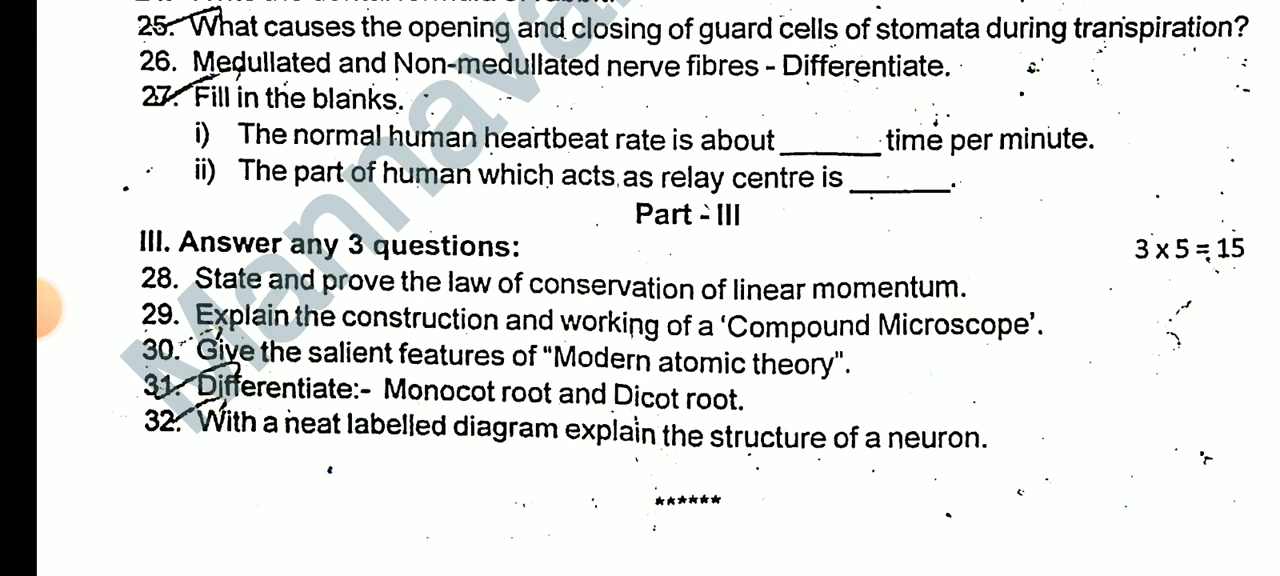 25. What causes the opening and closing of guard cells of stomata during transpiration?
26. Medullated and Non-medullated nerve fibres - Differentiate.
27. Fill in the blanks.
i) The normal human heartbeat rate is about ______ time per minute.
ii) The part of human which acts as relay centre is ______.
Part - III
III. Answer any 3 questions: 3 x 5 = 15
28. State and prove the law of conservation of linear momentum.
29. Explain the construction and working of a ‘Compound Microscope’.
30. Give the salient features of "Modern atomic theory".
31. Differentiate:- Monocot root and Dicot root.
32. With a neat labelled diagram explain the structure of a neuron.
******